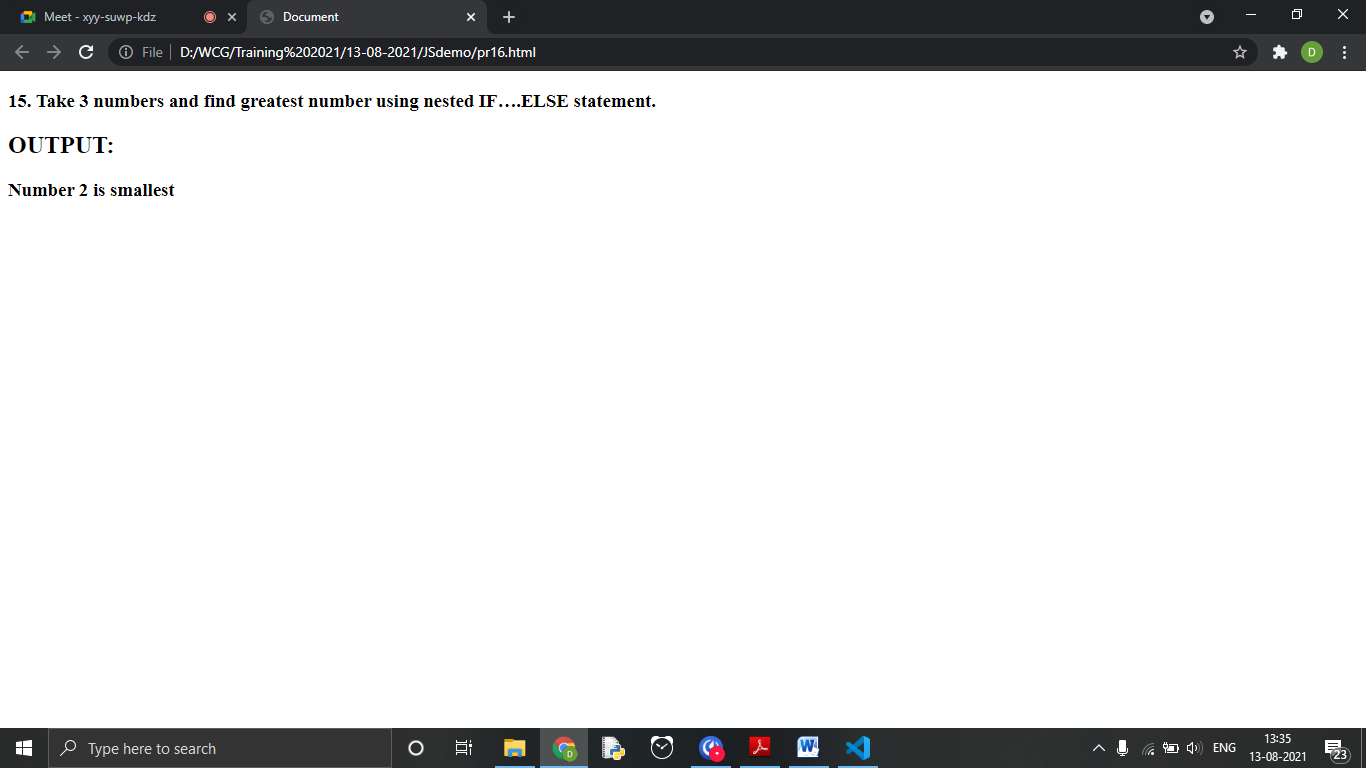 Meet - xyy-suwp-kdz
Document
File
D:/WCG/Training%202021/13-08-2021/JSdemo/pr16.html
D
15. Take 3 numbers and find greatest number using nested IF….ELSE statement.
OUTPUT:
Number 2 is smallest
Type here to search
D
W
ENG
13:35
13-08-2021
23